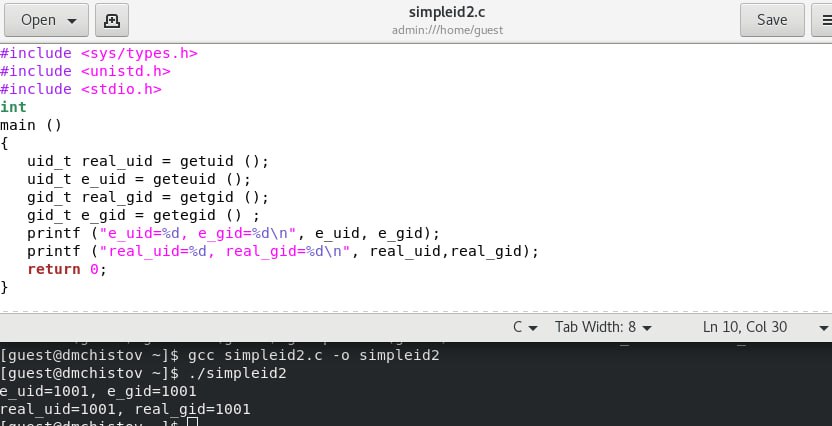 Open
simpleid2.c
admin:///home/guest
Save
#include <sys/types.h>
#include <unistd.h>
#include <stdio.h>
int
main ()
{
   uid_t real_uid = getuid ();
   uid_t e_uid = geteuid ();
   gid_t real_gid = getgid ();
   gid_t e_gid = getegid () ;
   printf ("e_uid=%d, e_gid=%d\n", e_uid, e_gid);
   printf ("real_uid=%d, real_gid=%d\n", real_uid,real_gid);
   return 0;
}
C Tab Width: 8 Ln 10, Col 30
[guest@dmchistov ~]$ gcc simpleid2.c -o simpleid2
[guest@dmchistov ~]$ ./simpleid2
e_uid=1001, e_gid=1001
real_uid=1001, real_gid=1001
[guest@dmchistov ~]$